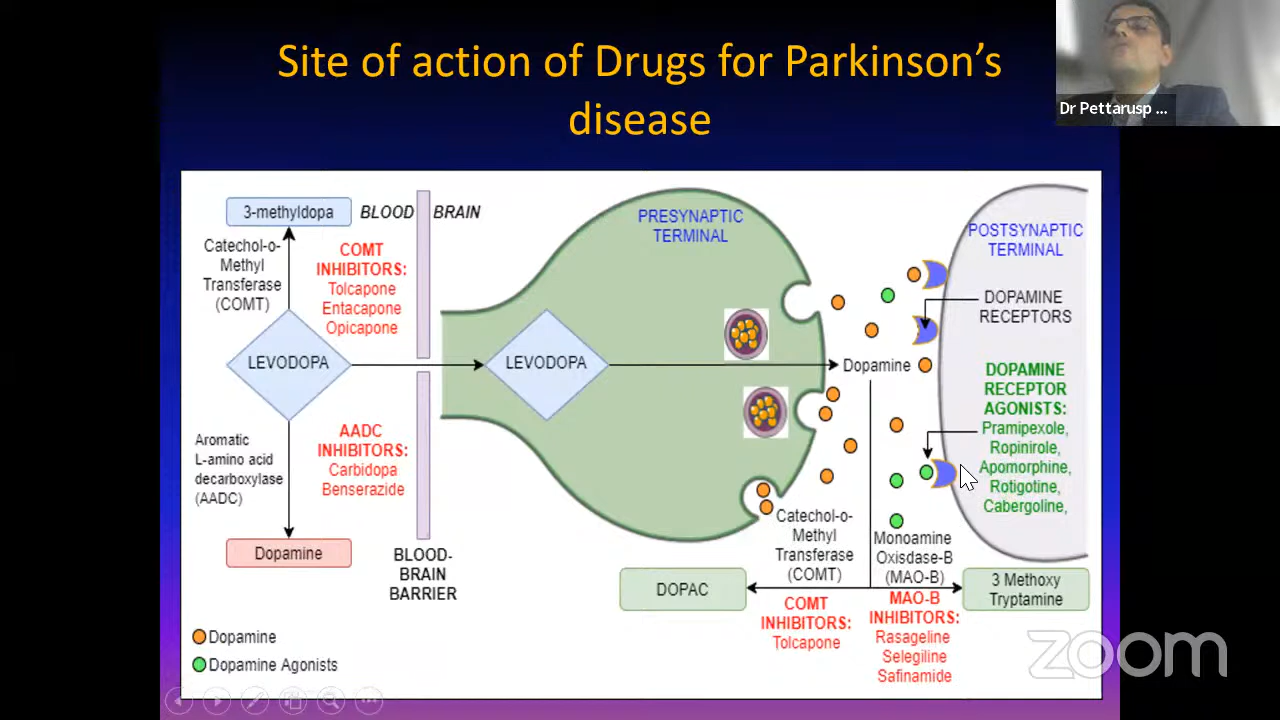 Site of action of Drugs for Parkinson's
disease
Dr Pettarusp ...
3-methyldopa
BLOOD
BRAIN
Catechol-o-
Methyl
Transferase
(COMT)
COMT
INHIBITORS:
Tolcapone
Entacapone
Opicapone
LEVODOPA
AADC
INHIBITORS:
Carbidopa
Benserazide
Aromatic
L-amino acid
decarboxylase
(AADC)
Dopamine
BLOOD-
BRAIN
BARRIER
Dopamine
Dopamine Agonists
PRESYNAPTIC
TERMINAL
LEVODOPA
Dopamine
POSTSYNAPTIC
TERMINAL
DOPAMINE
RECEPTORS
DOPAMINE
RECEPTOR
AGONISTS:
Pramipexole,
Ropinirole,
Apomorphine,
Rotigotine,
Cabergoline,
Catechol-o-
Methyl
Transferase
(COMT)
Monoamine
Oxisdase-B
(MAO-B)
DOPAC
3 Methoxy
Tryptamine
COMT
INHIBITORS:
Tolcapone
MAO-B
INHIBITORS:
Rasageline
Selegiline
Safinamide
zoom